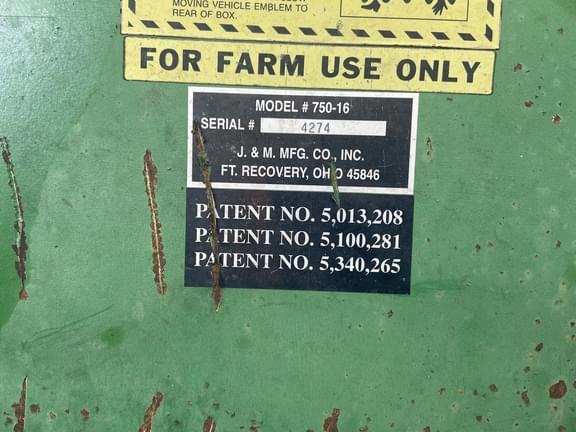 MOVING VEHICLE EMBLEM TO
REAR OF BOX.
FOR FARM USE ONLY
MODEL # 750-16
SERIAL # 4274
J. & M. MFG. CO., INC.
FT. RECOVERY, OHIO 45846
PATENT NO. 5,013,208
PATENT NO. 5,100,281
PATENT NO. 5,340,265